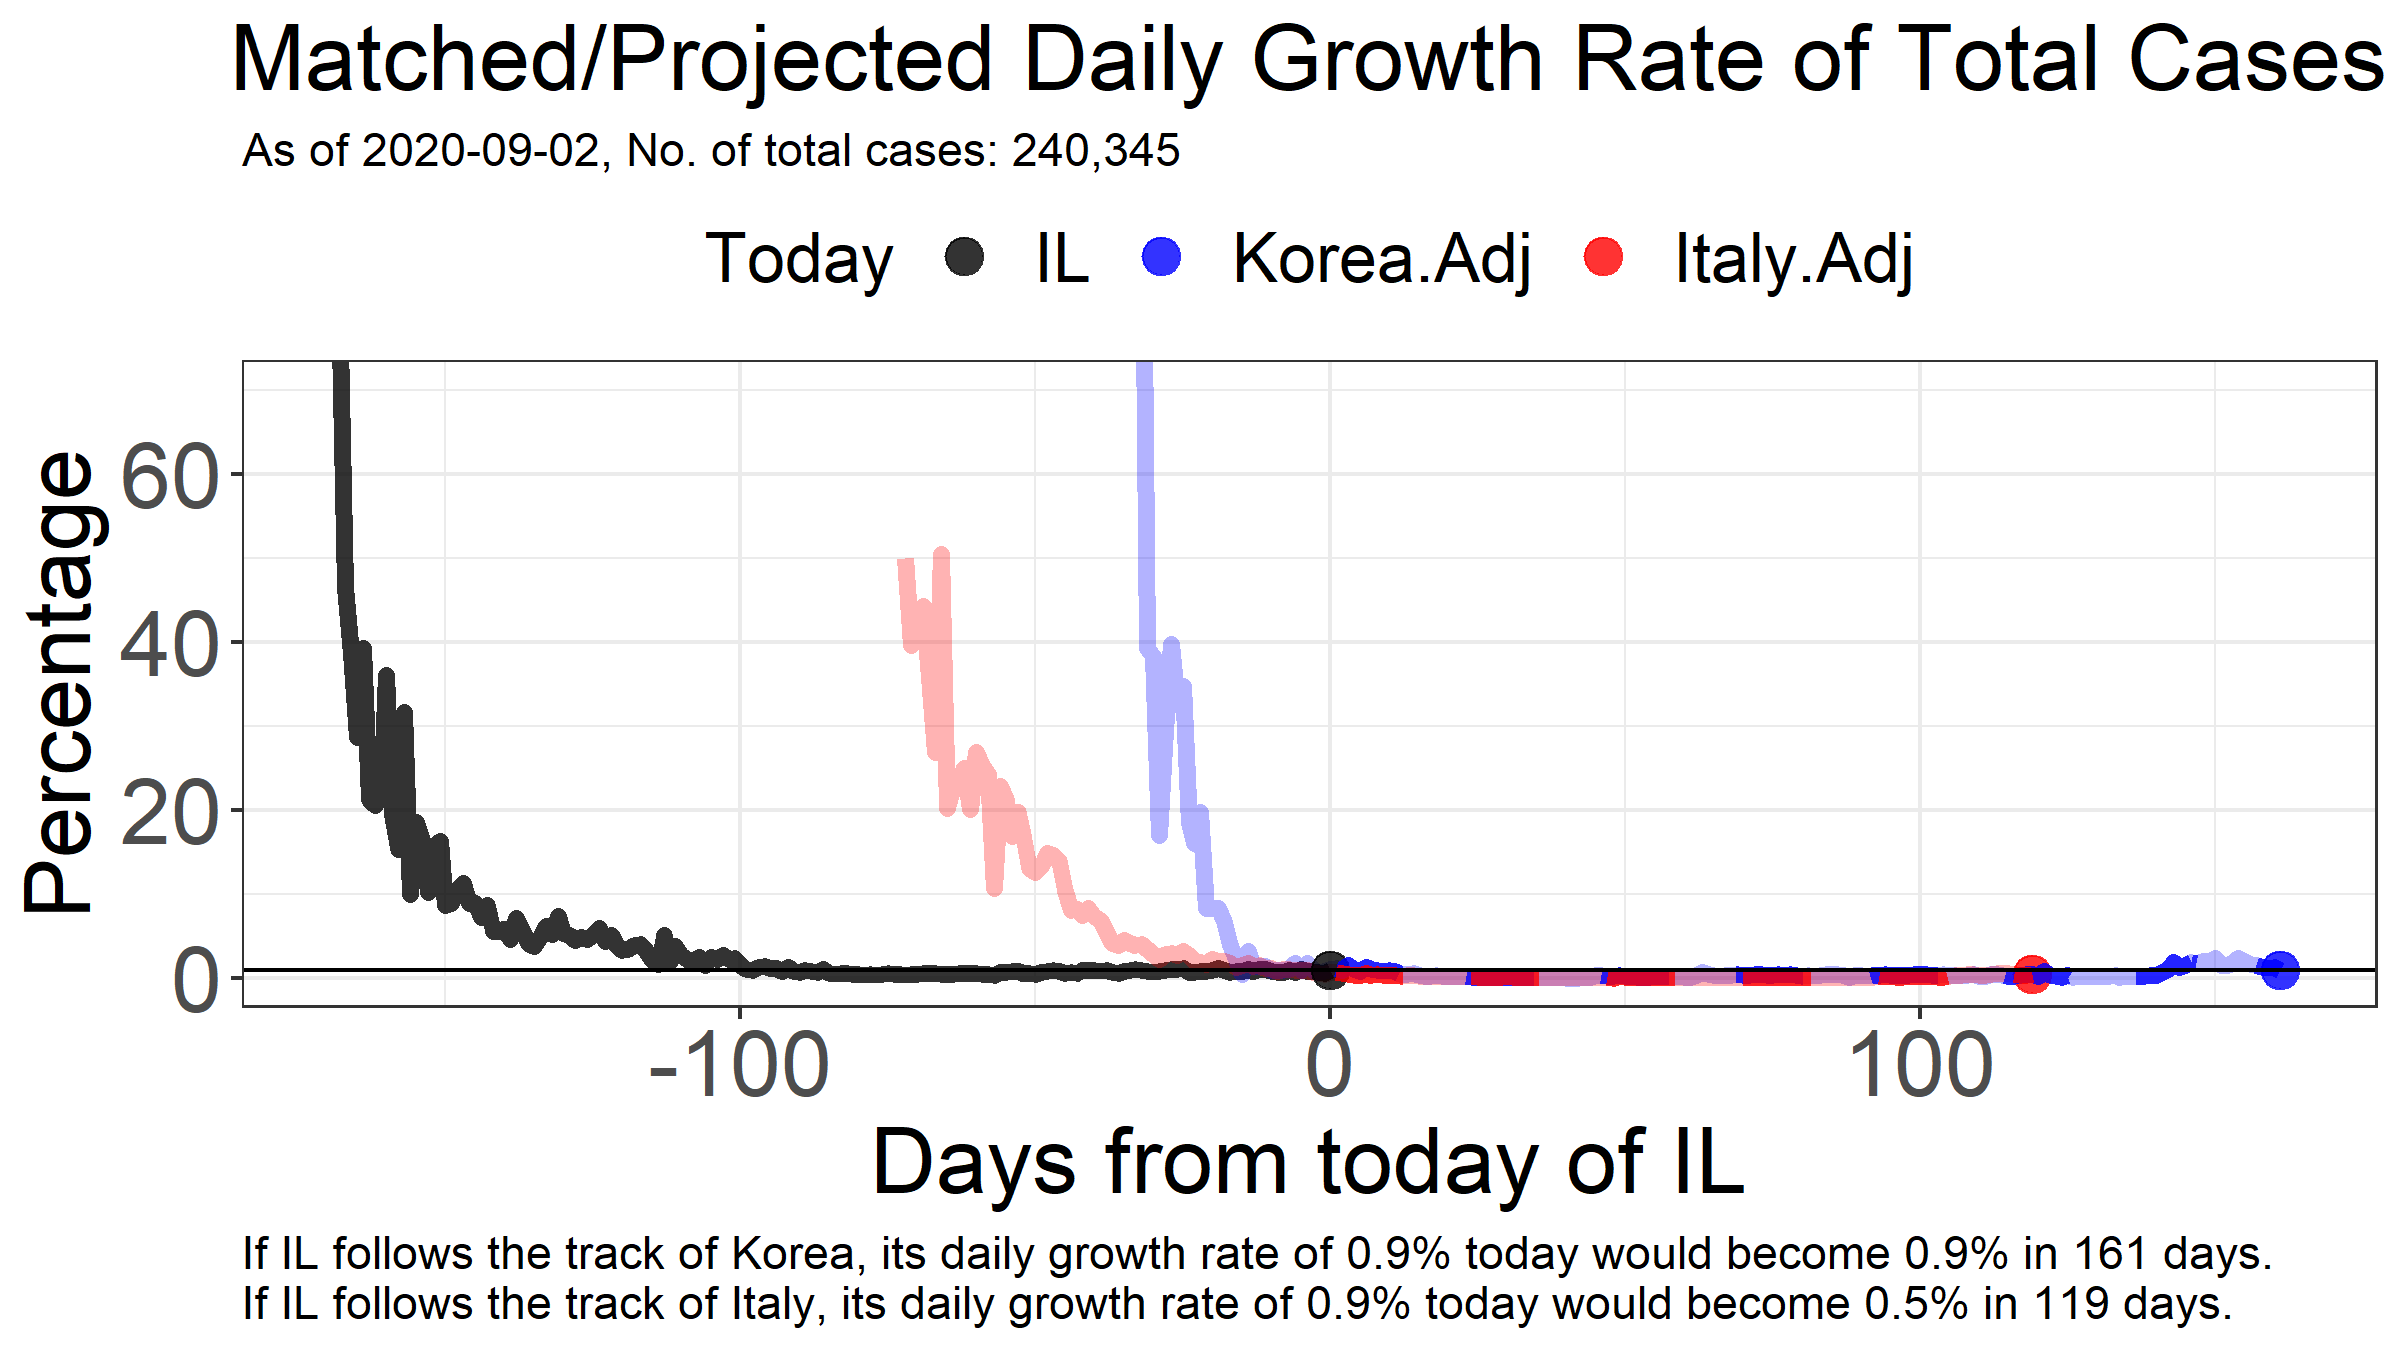 Matched/Projected Daily Growth Rate of Total Cases
As of 2020-09-02, No. of total cases: 240,345
Today IL Korea.Adj Italy.Adj
Percentage
60
40
20
0
-100 0 100
Days from today of IL
If IL follows the track of Korea, its daily growth rate of 0.9% today would become 0.9% in 161 days.
If IL follows the track of Italy, its daily growth rate of 0.9% today would become 0.5% in 119 days.